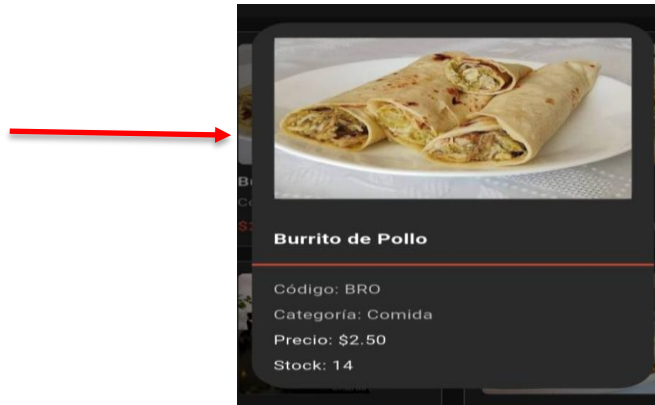 Burrito de Pollo
Código: BRO
Categoría: Comida
Precio: $2.50
Stock: 14